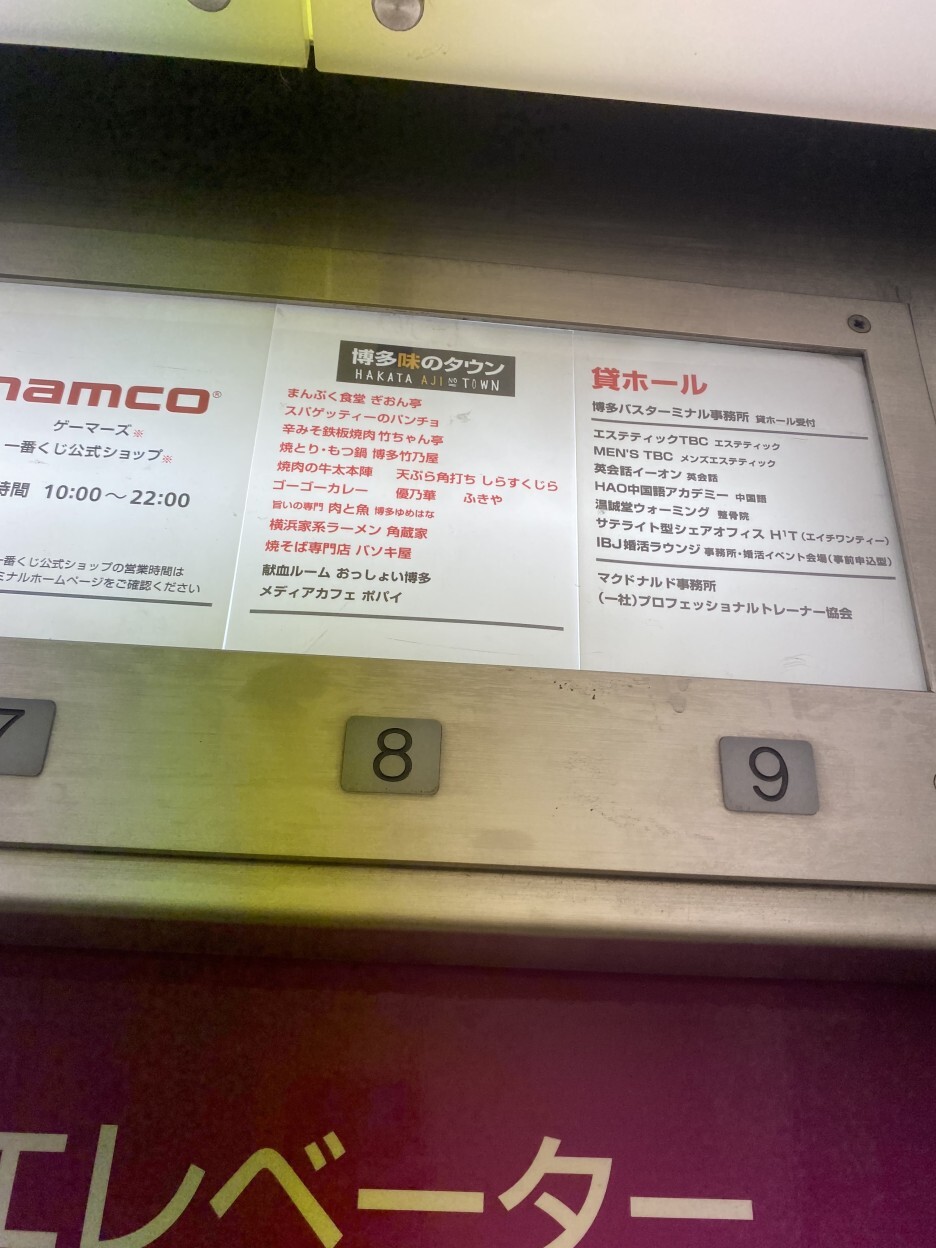 namco®
ゲーマーズ※
一番くじ公式ショップ※
時間 10:00～22:00
一番くじ公式ショップの営業時間は
ミナルホームページをご確認ください
博多味のタウン
HAKATA AJI NO TOWN
まんぷく食堂 ぎおん亭
スパゲッティーのパンチョ
辛みそ鉄板焼肉 竹ちゃん亭
焼とり・もつ鍋 博多竹乃屋
焼肉の牛太本陣 天ぷら角打ち しらすくじら
ゴーゴーカレー 優乃華 ふきや
旨いの専門 肉と魚 博多ゆめはな
横浜家系ラーメン 角蔵家
焼そば専門店 バソキ屋
献血ルーム おっしょい博多
メディアカフェ ポパイ
貸ホール
博多バスターミナル事務所 貸ホール受付
エステティックTBC エステティック
MEN'S TBC メンズエステティック
英会話イーオン 英会話
HAO中国語アカデミー 中国語
温誠堂ウォーミング 整骨院
サテライト型シェアオフィス H¹T(エイチワンティー)
IBJ婚活ラウンジ 事務所・婚活イベント会場(事前申込型)
マクドナルド事務所
(一社)プロフェッショナルトレーナー協会
7
8
9
エレベーター